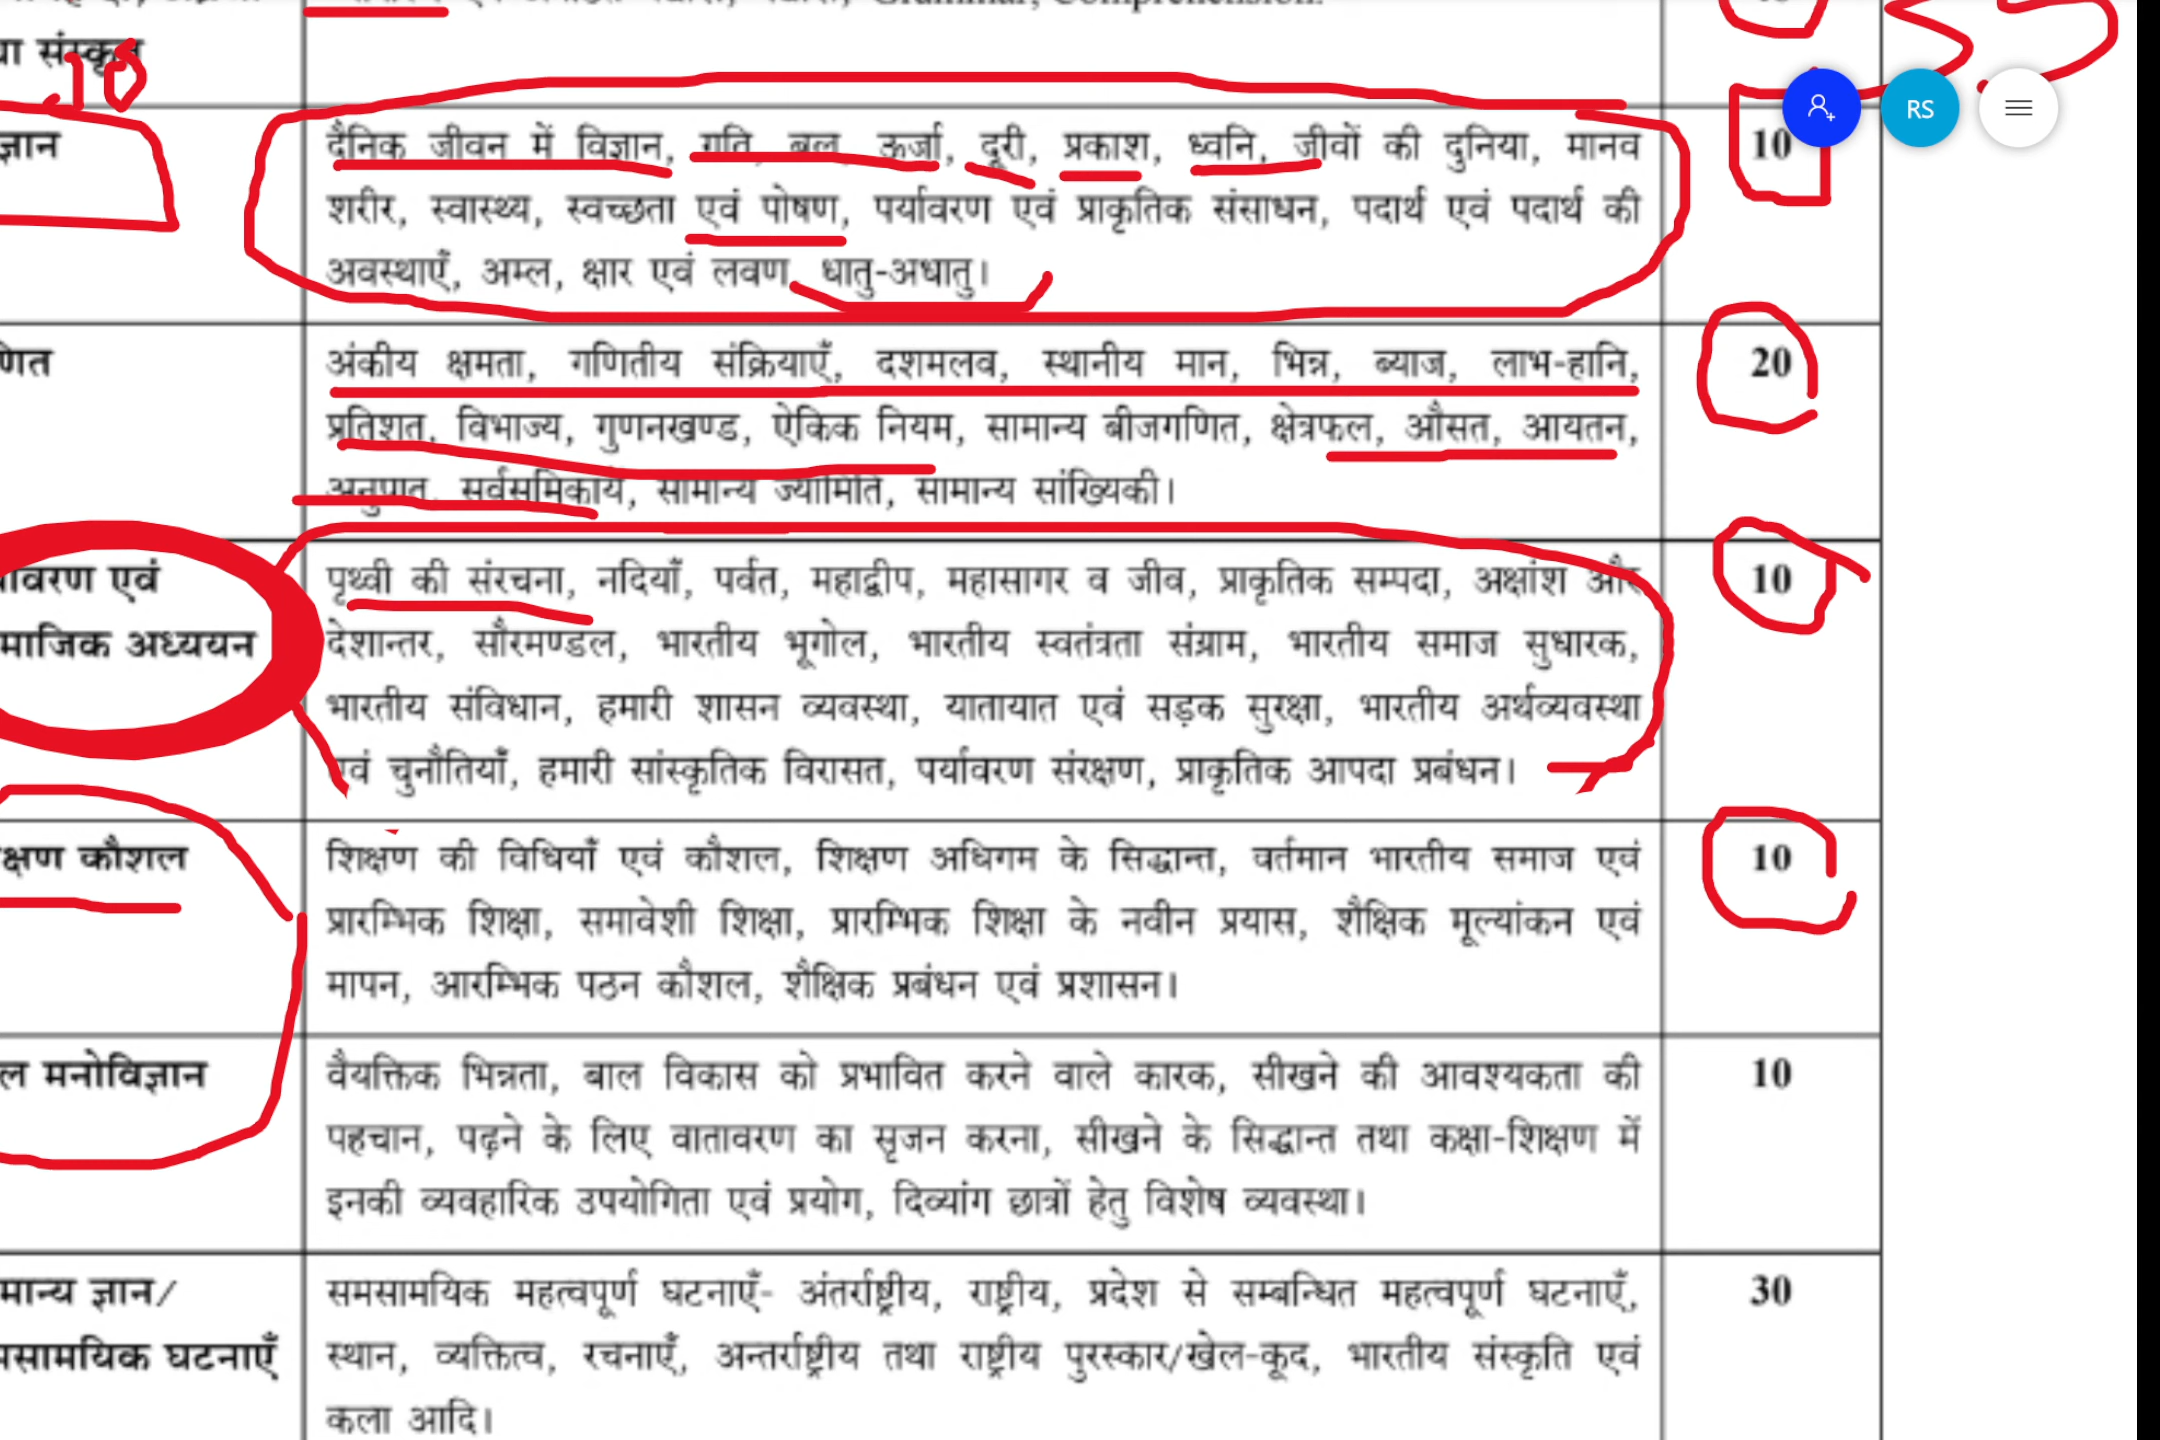 Grammar, Comprehension.
संस्कृत
10
दैनिक जीवन में विज्ञान, गति, बल, ऊर्जा, दूरी, प्रकाश, ध्वनि, जीवों की दुनिया, मानव
10
शरीर, स्वास्थ्य, स्वच्छता एवं पोषण, पर्यावरण एवं प्राकृतिक संसाधन, पदार्थ एवं पदार्थ की
अवस्थाएँ, अम्ल, क्षार एवं लवण, धातु-अधातु।
अंकीय क्षमता, गणितीय संक्रियाएँ, दशमलव, स्थानीय मान, भिन्न, ब्याज, लाभ-हानि,
20
प्रतिशत, विभाज्य, गुणनखण्ड, ऐकिक नियम, सामान्य बीजगणित, क्षेत्रफल, औसत, आयतन,
अनुपात, सर्वसमिकायें, सामान्य ज्यामिति, सामान्य सांख्यिकी।
एवं
पृथ्वी की संरचना, नदियाँ, पर्वत, महाद्वीप, महासागर व जीव, प्राकृतिक सम्पदा, अक्षांश और
10
अध्ययन
देशान्तर, सौरमण्डल, भारतीय भूगोल, भारतीय स्वतंत्रता संग्राम, भारतीय समाज सुधारक,
भारतीय संविधान, हमारी शासन व्यवस्था, यातायात एवं सड़क सुरक्षा, भारतीय अर्थव्यवस्था
एवं चुनौतियाँ, हमारी सांस्कृतिक विरासत, पर्यावरण संरक्षण, प्राकृतिक आपदा प्रबंधन।
कौशल
शिक्षण की विधियाँ एवं कौशल, शिक्षण अधिगम के सिद्धान्त, वर्तमान भारतीय समाज एवं
10
प्रारम्भिक शिक्षा, समावेशी शिक्षा, प्रारम्भिक शिक्षा के नवीन प्रयास, शैक्षिक मूल्यांकन एवं
मापन, आरम्भिक पठन कौशल, शैक्षिक प्रबंधन एवं प्रशासन।
मनोविज्ञान
वैयक्तिक भिन्नता, बाल विकास को प्रभावित करने वाले कारक, सीखने की आवश्यकता की
10
पहचान, पढ़ने के लिए वातावरण का सृजन करना, सीखने के सिद्धान्त तथा कक्षा-शिक्षण में
इनकी व्यवहारिक उपयोगिता एवं प्रयोग, दिव्यांग छात्रों हेतु विशेष व्यवस्था।
ज्ञान/
समसामयिक महत्वपूर्ण घटनाएँ- अंतर्राष्ट्रीय, राष्ट्रीय, प्रदेश से सम्बन्धित महत्वपूर्ण घटनाएँ,
30
घटनाएँ
स्थान, व्यक्तित्व, रचनाएँ, अन्तर्राष्ट्रीय तथा राष्ट्रीय पुरस्कार/खेल-कूद, भारतीय संस्कृति एवं
कला आदि।
RS